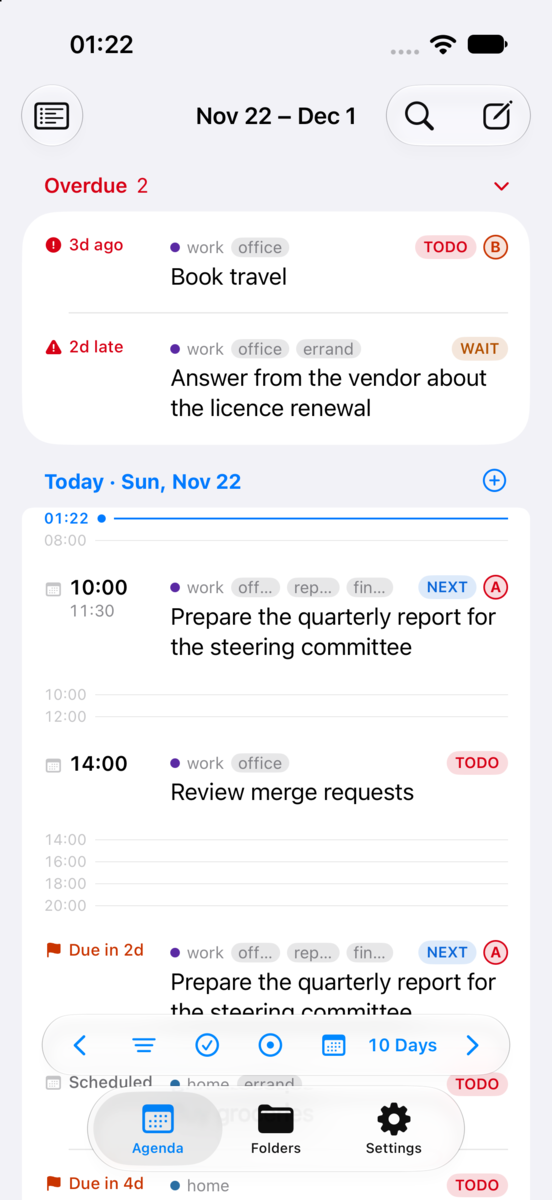 01:22
Nov 22 – Dec 1
Overdue 2
3d ago work office TODO B
Book travel
2d late work office errand WAIT
Answer from the vendor about
the licence renewal
Today · Sun, Nov 22
01:22
08:00
10:00 work off... rep... fin... NEXT A
11:30
Prepare the quarterly report for
the steering committee
10:00
12:00
14:00 work office TODO
Review merge requests
14:00
16:00
18:00
20:00
Due in 2d work off... rep... fin... NEXT A
Prepare the quarterly report for
the steering committee
10 Days
Scheduled home errand TODO
Agenda Folders Settings
Due in 4d home TODO